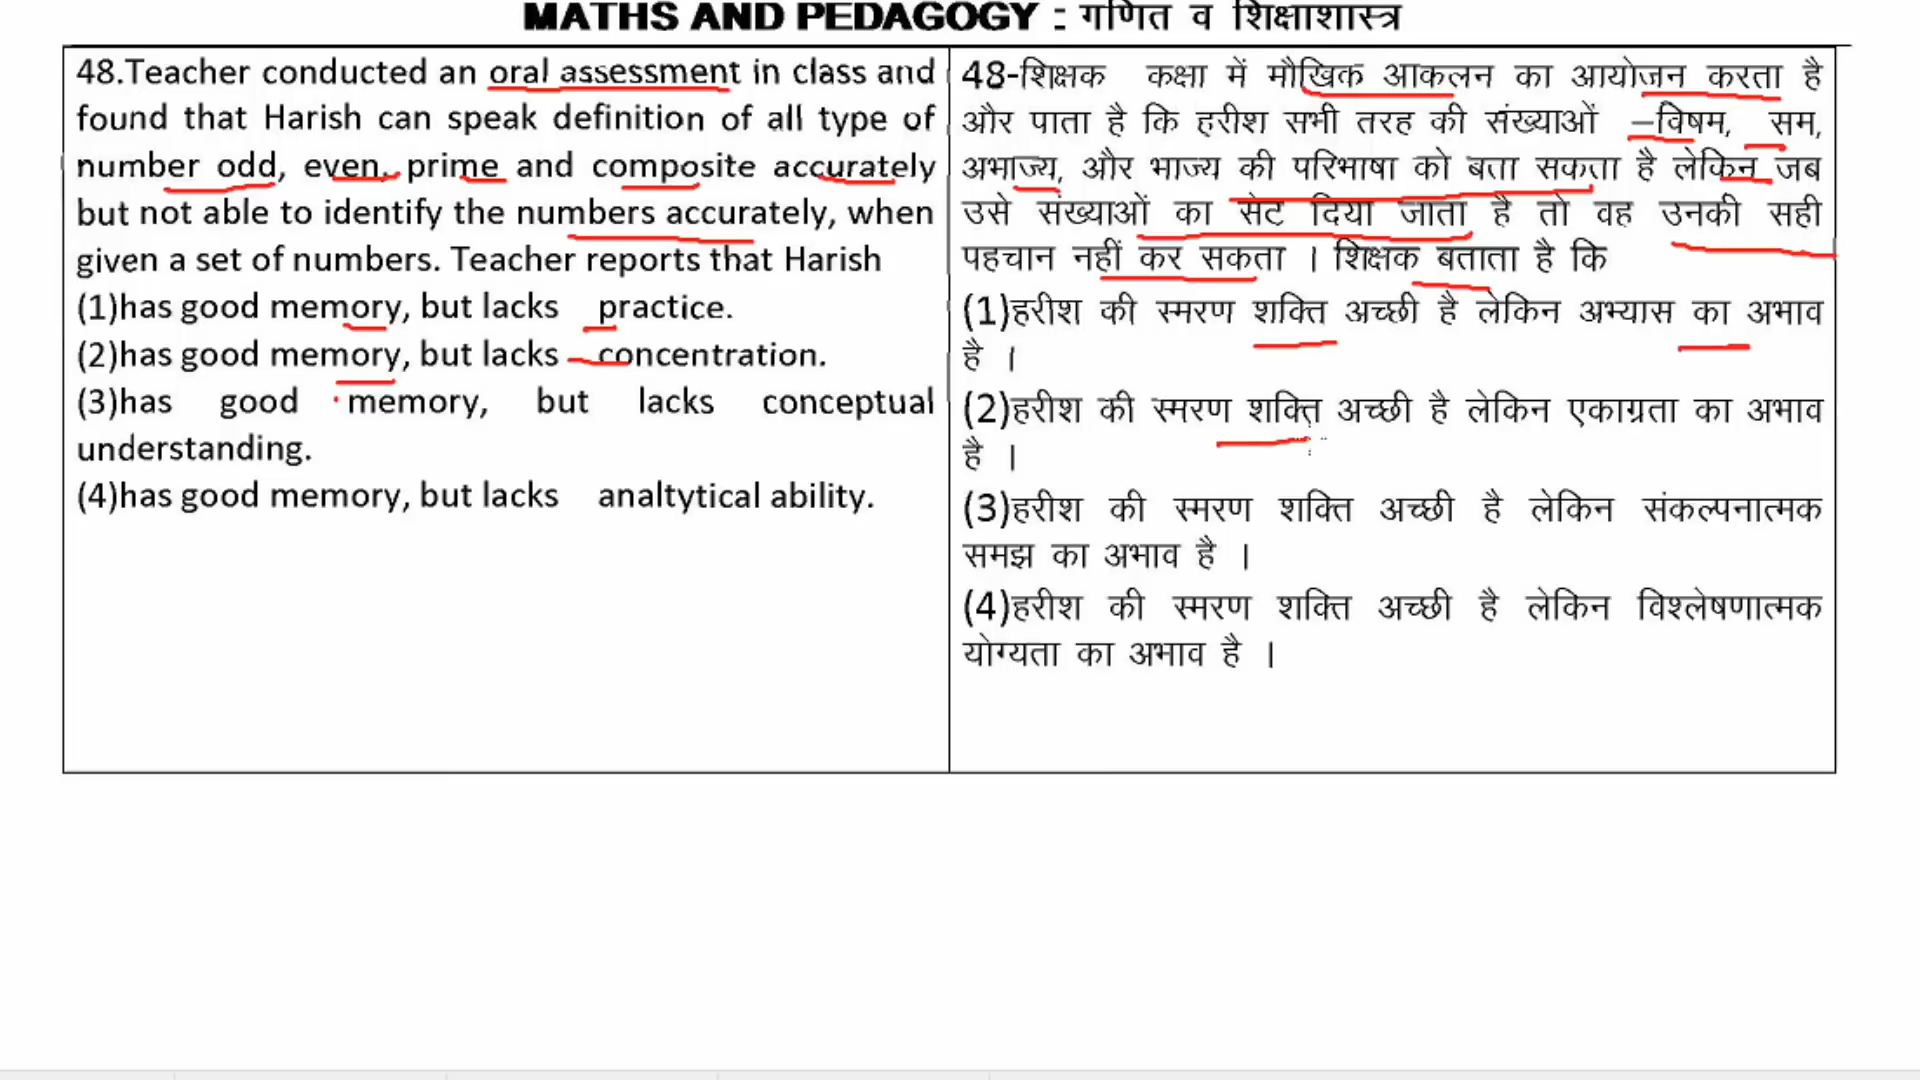 MATHS AND PEDAGOGY : गणित व शिक्षाशास्त्र
48.Teacher conducted an oral assessment in class and
found that Harish can speak definition of all type of
number odd, even, prime and composite accurately
but not able to identify the numbers accurately, when
given a set of numbers. Teacher reports that Harish
(1)has good memory, but lacks practice.
(2)has good memory, but lacks concentration.
(3)has good memory, but lacks conceptual
understanding.
(4)has good memory, but lacks analtytical ability.
48-शिक्षक कक्षा में मौखिक आकलन का आयोजन करता है
और पाता है कि हरीश सभी तरह की संख्याओं –विषम, सम,
अभाज्य, और भाज्य की परिभाषा को बता सकता है लेकिन जब
उसे संख्याओं का सेट दिया जाता है तो वह उनकी सही
पहचान नहीं कर सकता । शिक्षक बताता है कि
(1)हरीश की स्मरण शक्ति अच्छी है लेकिन अभ्यास का अभाव
है ।
(2)हरीश की स्मरण शक्ति अच्छी है लेकिन एकाग्रता का अभाव
है ।
(3)हरीश की स्मरण शक्ति अच्छी है लेकिन संकल्पनात्मक
समझ का अभाव है ।
(4)हरीश की स्मरण शक्ति अच्छी है लेकिन विश्लेषणात्मक
योग्यता का अभाव है ।